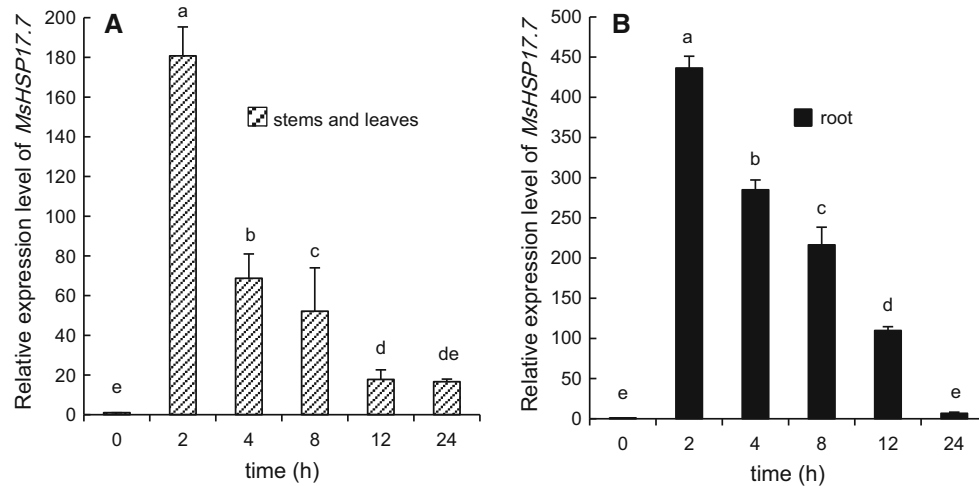 A
Relative expression level of MsHSP17.7
200
180
160
140
120
100
80
60
40
20
0
a
b
c
d
de
e
stems and leaves
0 2 4 8 12 24
time (h)
B
Relative expression level of MsHSP17.7
500
450
400
350
300
250
200
150
100
50
0
a
b
c
d
e
e
root
0 2 4 8 12 24
time (h)